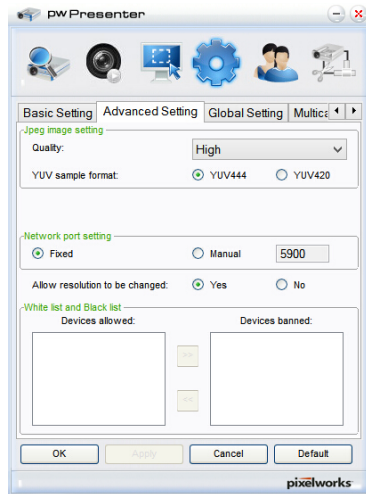 pwPresenter
Basic Setting Advanced Setting Global Setting Multica
Jpeg image setting
Quality: High
YUV sample format: YUV444 YUV420
Network port setting
Fixed Manual 5900
Allow resolution to be changed: Yes No
White list and Black list
Devices allowed: Devices banned:
>>
<<
OK Apply Cancel Default
pixelworks